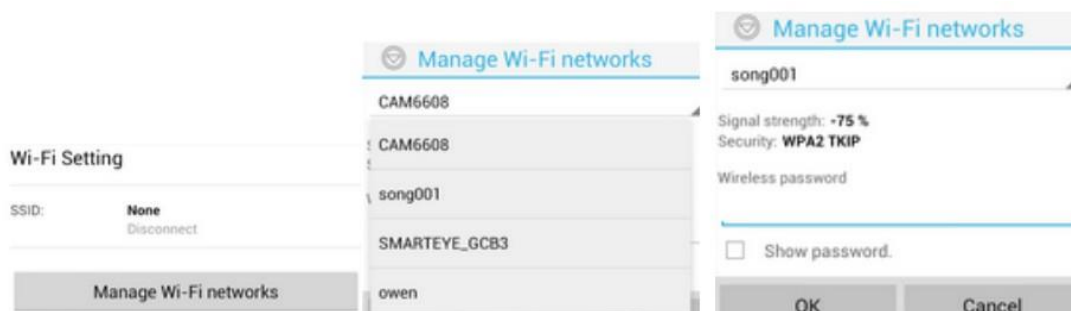 Wi-Fi Setting
SSID: None
Disconnect
Manage Wi-Fi networks
Manage Wi-Fi networks
CAM6608
CAM6608
song001
SMARTEYE_GCB3
owen
Manage Wi-Fi networks
song001
Signal strength: -75 %
Security: WPA2 TKIP
Wireless password
Show password.
OK Cancel